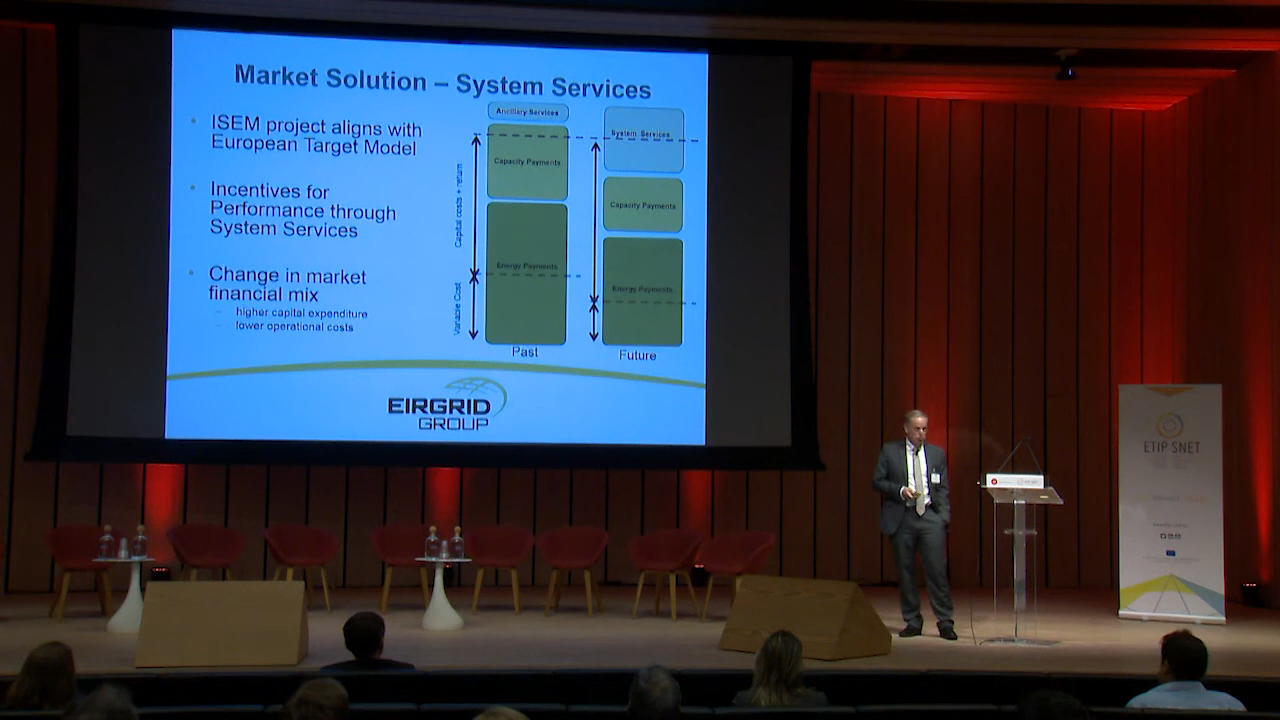 Market Solution – System Services
• ISEM project aligns with
European Target Model
• Incentives for
Performance through
System Services
• Change in market
financial mix
– higher capital expenditure
– lower operational costs
Capital costs + return
Variable Cost
Ancillary Services
Capacity Payments
Energy Payments
Past
System Services
Capacity Payments
Energy Payments
Future
EIRGRID
GROUP
ETIP SNET